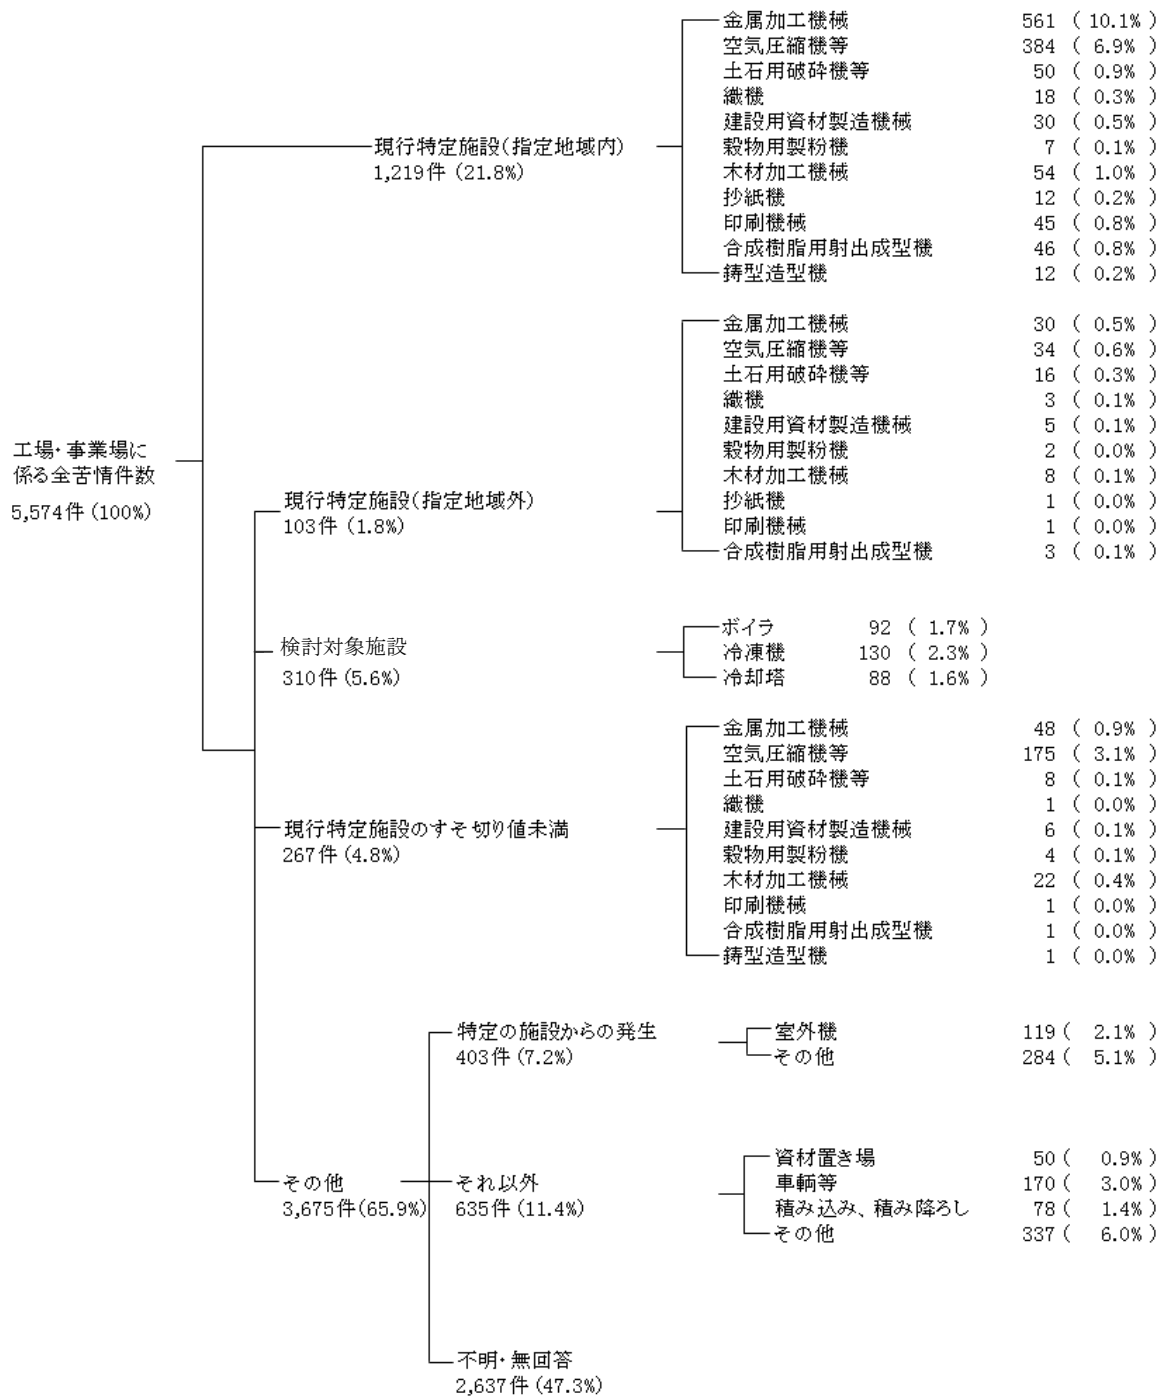 金属加工機械 561 ( 10.1% )
空気圧縮機等 384 ( 6.9% )
土石用破砕機等 50 ( 0.9% )
織機 18 ( 0.3% )
建設用資材製造機械 30 ( 0.5% )
現行特定施設(指定地域内)
穀物用製粉機 7 ( 0.1% )
1,219件 (21.8%)
木材加工機械 54 ( 1.0% )
抄紙機 12 ( 0.2% )
印刷機械 45 ( 0.8% )
合成樹脂用射出成型機 46 ( 0.8% )
鋳型造型機 12 ( 0.2% )
金属加工機械 30 ( 0.5% )
空気圧縮機等 34 ( 0.6% )
土石用破砕機等 16 ( 0.3% )
織機 3 ( 0.1% )
建設用資材製造機械 5 ( 0.1% )
工場・事業場に
係る全苦情件数
5,574件 (100%)
穀物用製粉機 2 ( 0.0% )
木材加工機械 8 ( 0.1% )
現行特定施設(指定地域外)
103件 (1.8%)
抄紙機 1 ( 0.0% )
印刷機械 1 ( 0.0% )
合成樹脂用射出成型機 3 ( 0.1% )
検討対象施設
310件 (5.6%)
ボイラ 92 ( 1.7% )
冷凍機 130 ( 2.3% )
冷却塔 88 ( 1.6% )
金属加工機械 48 ( 0.9% )
空気圧縮機等 175 ( 3.1% )
土石用破砕機等 8 ( 0.1% )
織機 1 ( 0.0% )
現行特定施設のすそ切り値未満
267件 (4.8%)
建設用資材製造機械 6 ( 0.1% )
穀物用製粉機 4 ( 0.1% )
木材加工機械 22 ( 0.4% )
印刷機械 1 ( 0.0% )
合成樹脂用射出成型機 1 ( 0.0% )
鋳型造型機 1 ( 0.0% )
特定の施設からの発生
403件 (7.2%)
室外機 119 ( 2.1% )
その他 284 ( 5.1% )
その他
3,675件(65.9%)
それ以外
635件 (11.4%)
資材置き場 50 ( 0.9% )
車輌等 170 ( 3.0% )
積み込み、積み降ろし 78 ( 1.4% )
その他 337 ( 6.0% )
不明・無回答
2,637件 (47.3%)